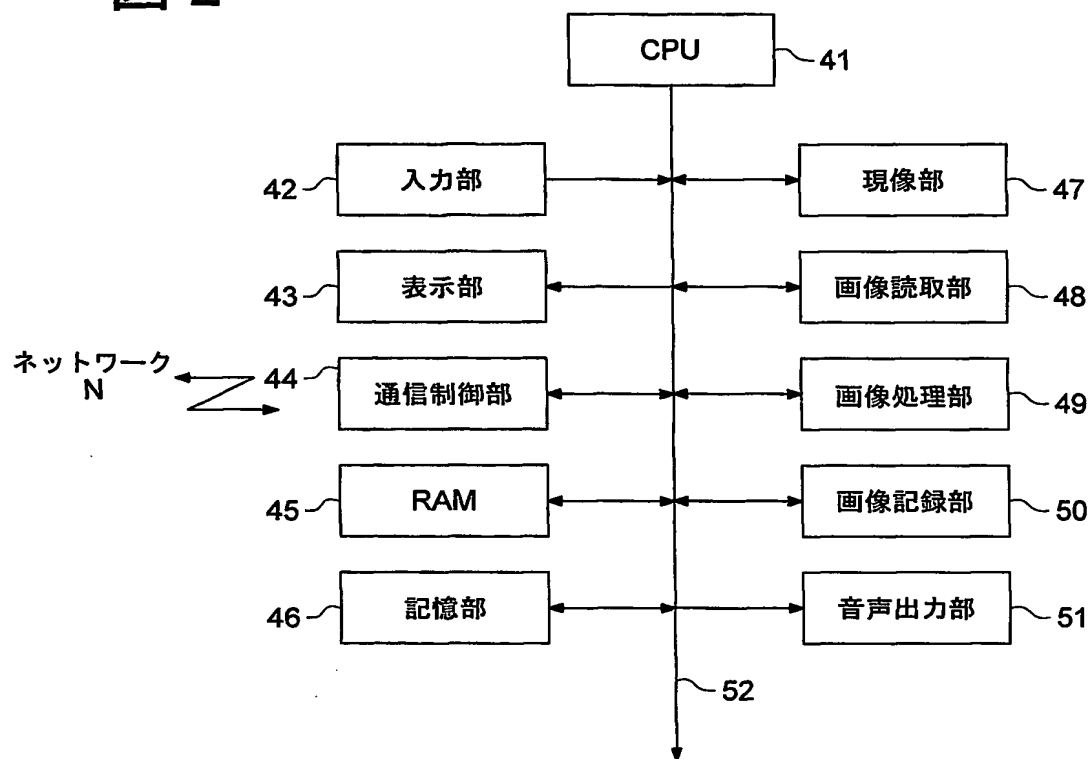 CPU
41
42
入力部
現像部
47
43
表示部
画像読取部
48
ネットワーク
N
44
通信制御部
画像処理部
49
45
RAM
画像記録部
50
46
記憶部
音声出力部
51
52